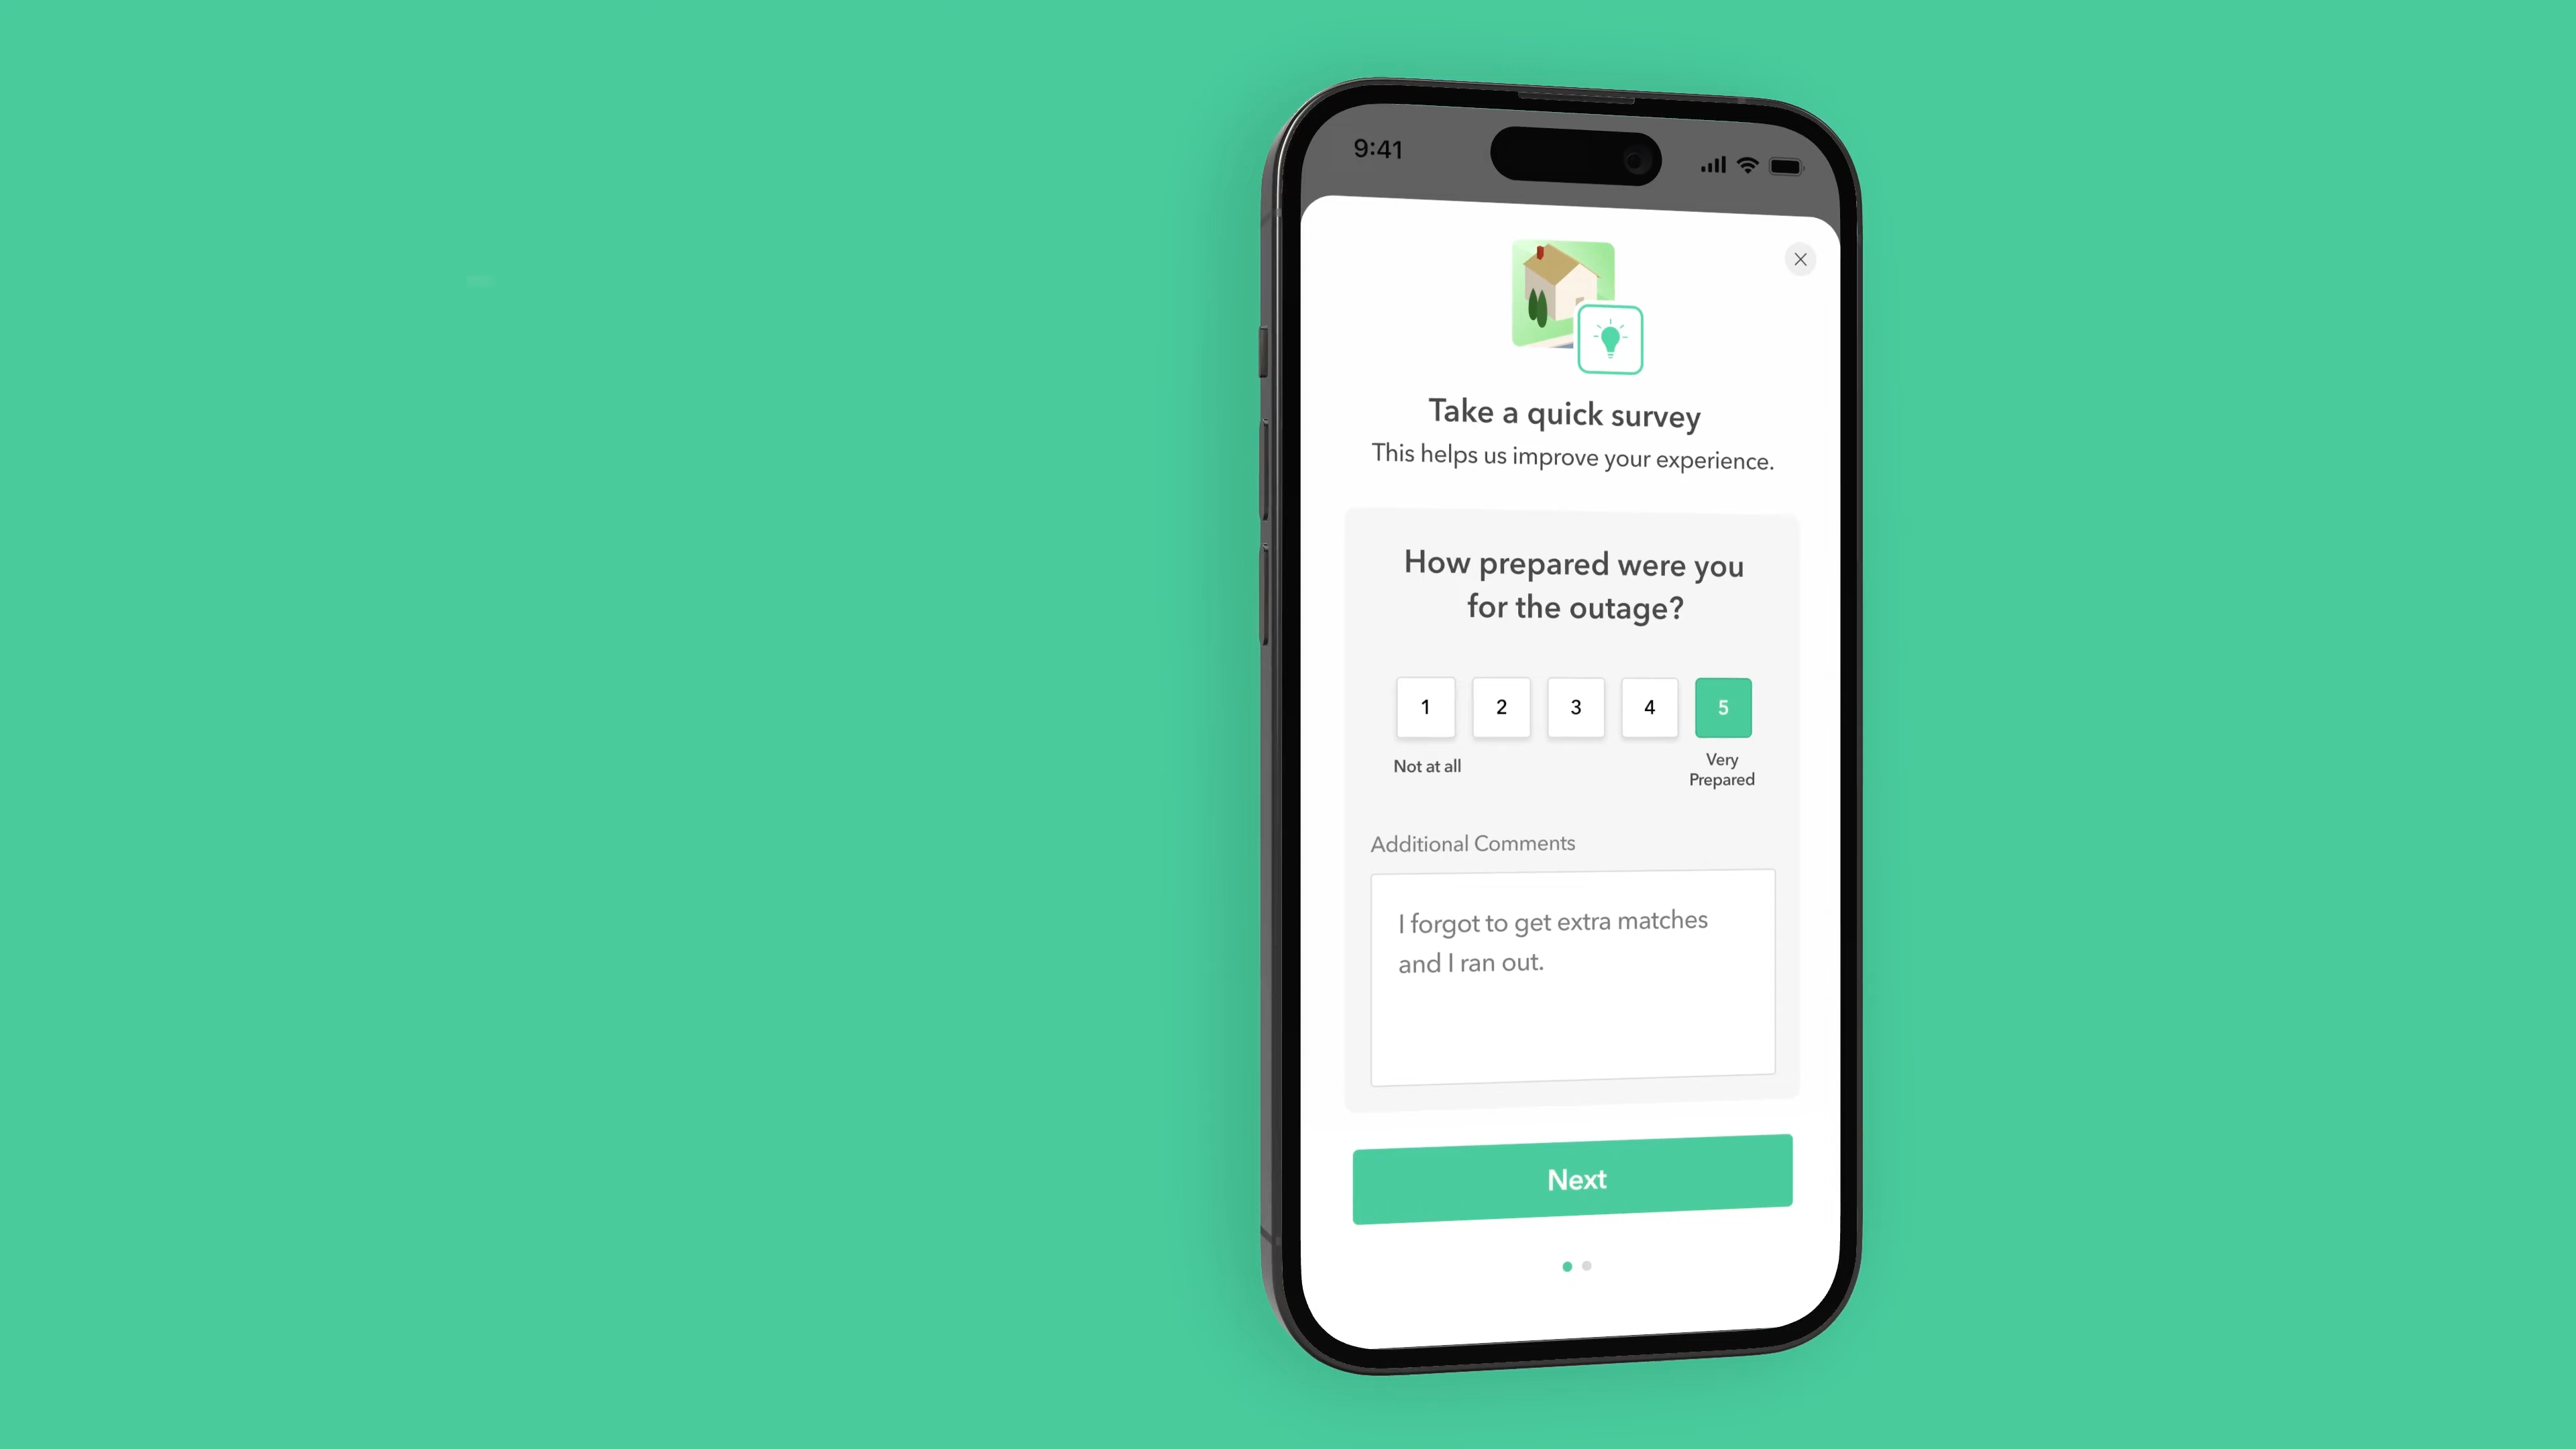 9:41
Take a quick survey
This helps us improve your experience.
How prepared were you
for the outage?
1 2 3 4 5
Not at all
Very
Prepared
Additional Comments
I forgot to get extra matches
and I ran out.
Next